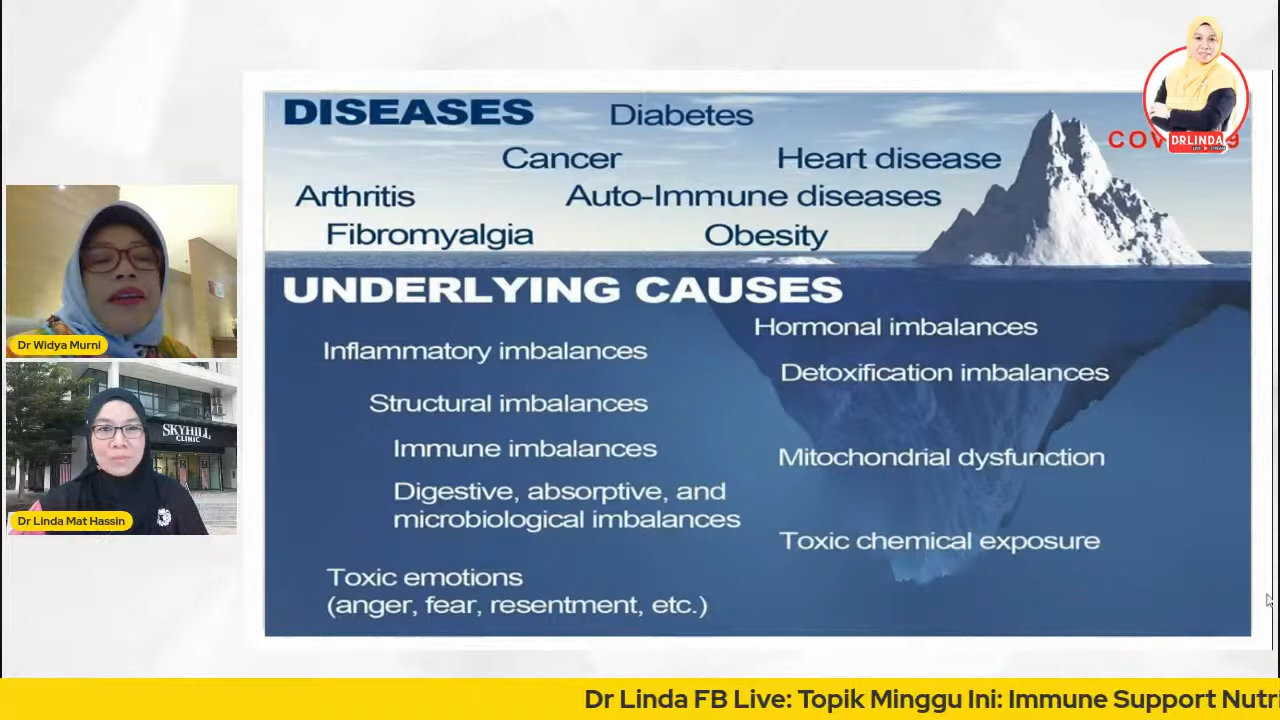 DISEASES
Diabetes
Cancer
Heart disease
Arthritis
Auto-Immune diseases
Fibromyalgia
Obesity
UNDERLYING CAUSES
Hormonal imbalances
Inflammatory imbalances
Detoxification imbalances
Structural imbalances
Immune imbalances
Mitochondrial dysfunction
Digestive, absorptive, and
microbiological imbalances
Toxic chemical exposure
Toxic emotions
(anger, fear, resentment, etc.)
DRLINDA
Dr Widya Murni
SKYHILL
CLINIC
Dr Linda Mat Hassin
Dr Linda FB Live: Topik Minggu Ini: Immune Support Nutri